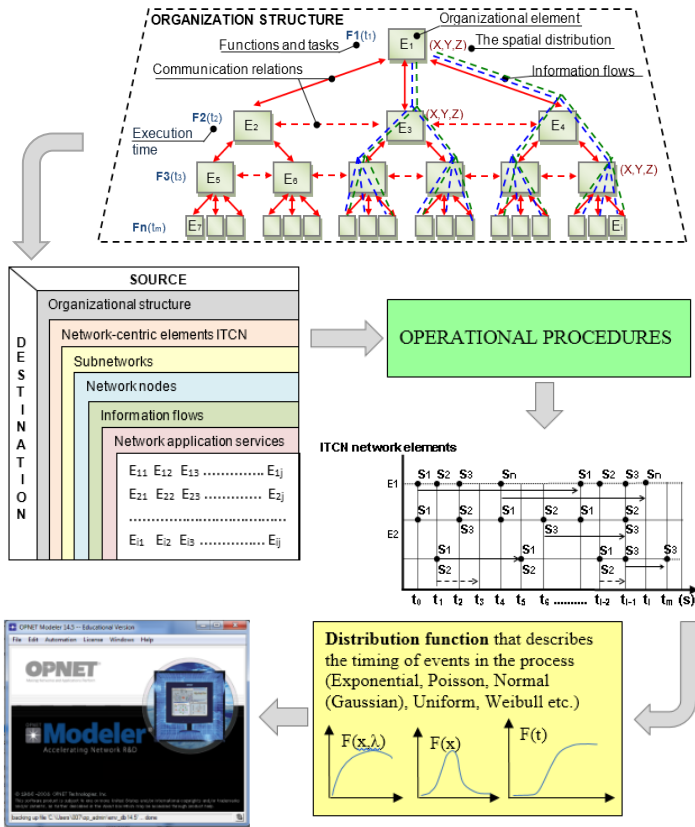 ORGANIZATION STRUCTURE
Organizational element
F1(t₁)
Functions and tasks
E₁
(X,Y,Z)
The spatial distribution
Communication relations
Information flows
F2(t₂)
Execution
time
E₂
E₃
(X,Y,Z)
E₄
F3(t₃)
E₅
E₆
(X,Y,Z)
Fn(tₘ)
E₇
Eᵢ
SOURCE
DESTINATION
Organizational structure
Network-centric elements ITCN
Subnetworks
Network nodes
Information flows
Network application services
E₁₁ E₁₂ E₁₃ ................ E₁ⱼ
E₂₁ E₂₂ E₂₃ ................ E₂ⱼ
........................................
Eᵢ₁ Eᵢ₂ Eᵢ₃ ................ Eᵢⱼ
OPERATIONAL PROCEDURES
ITCN network elements
S1 S2 S3 Sn S1 S2 S3 Sn
E1
S1 S2 S1 S2 S1 S2
S3 S3 S3
E2
S1 S1 S1 S3 S3
S2 S2 S2
t₀ t₁ t₂ t₃ t₄ t₅ t₆ .......... tᵢ₋₂ tᵢ₋₁ tᵢ tₘ (s)
OPNET Modeler 14.5 -- Educational Version
File Edit Automation License Windows Help
OPNET
Modeler
Accelerating Network R&D
Distribution function that describes
the timing of events in the process
(Exponential, Poisson, Normal
(Gaussian), Uniform, Weibull etc.)
F(x,λ)
F(x)
F(t)